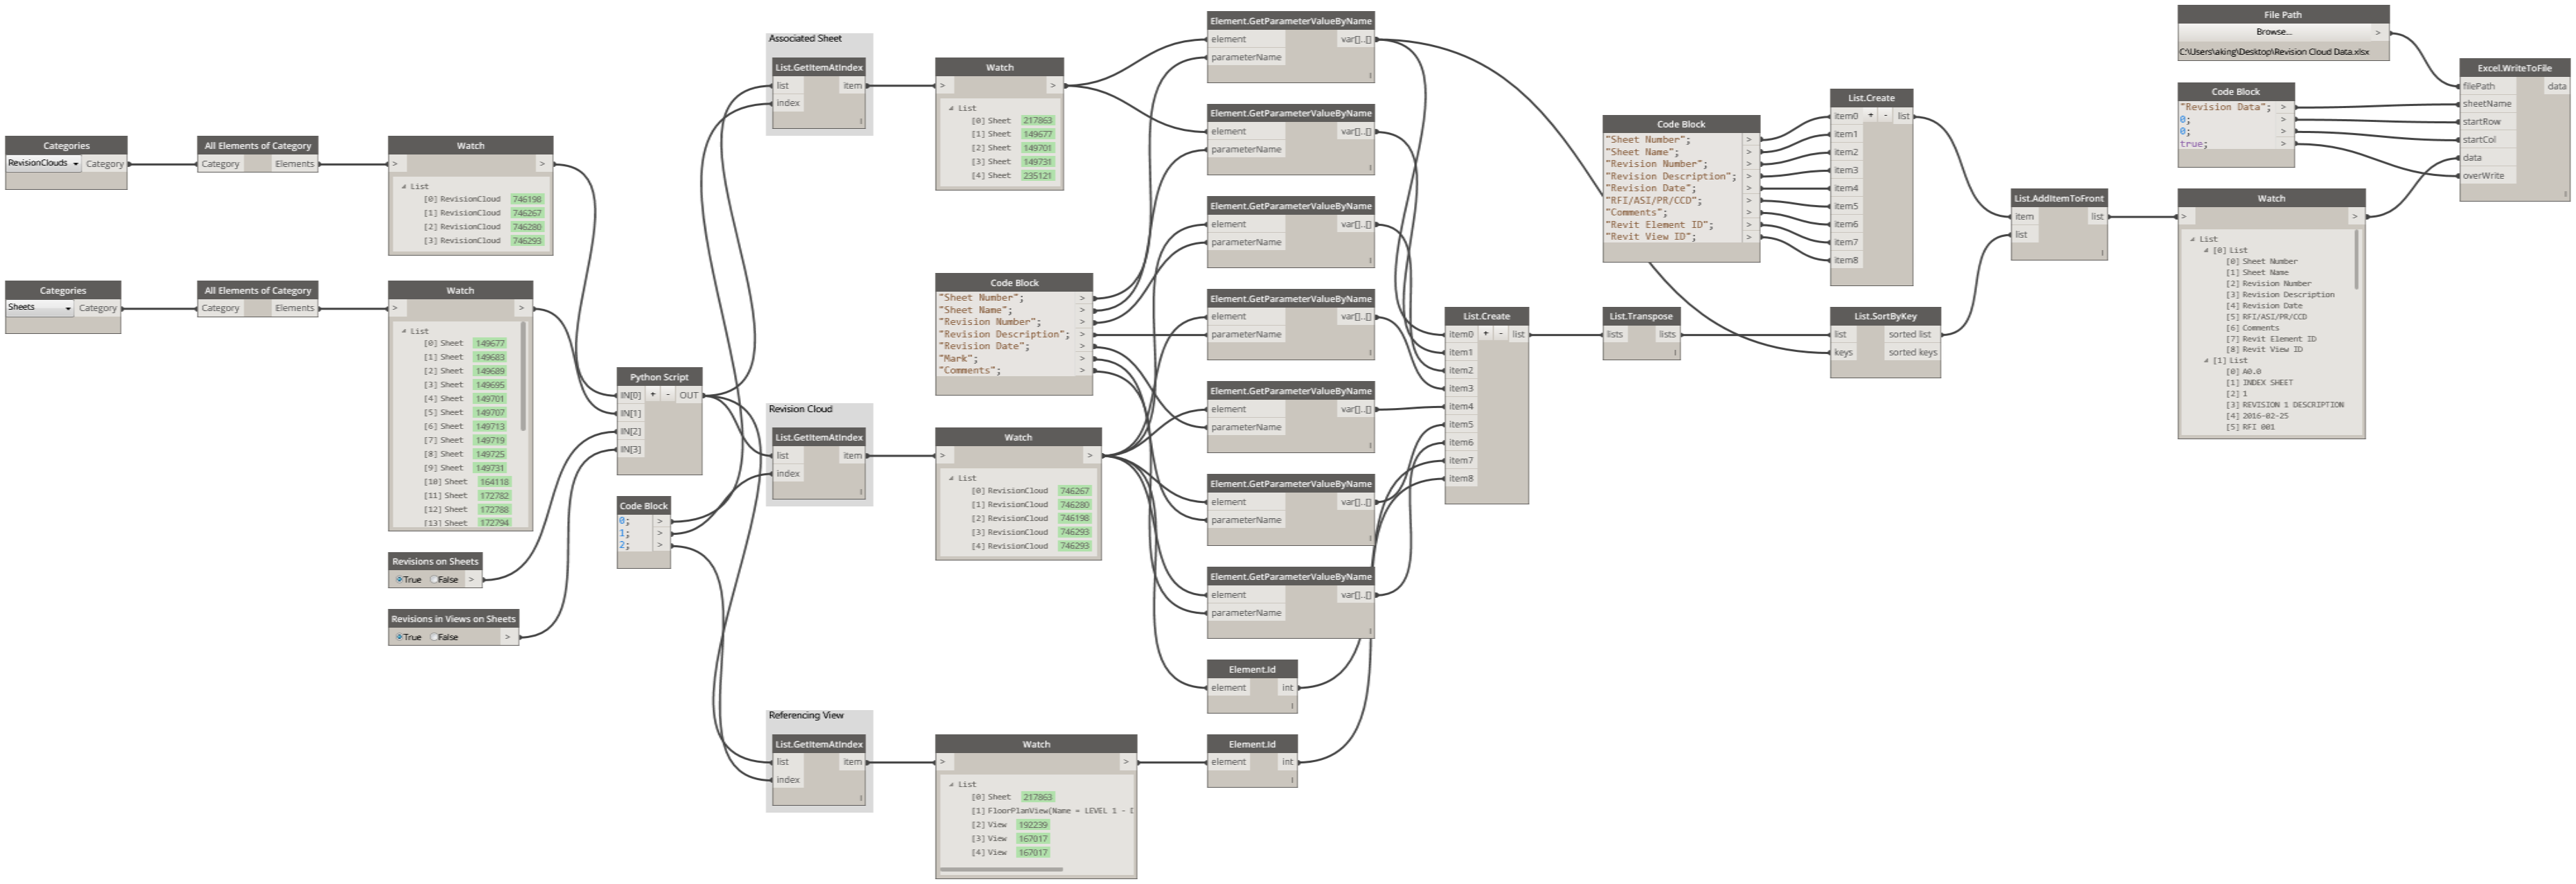 Categories
RevisionClouds Category
All Elements of Category
Category Elements
Watch
> >
List
[0] RevisionCloud 746198
[1] RevisionCloud 746267
[2] RevisionCloud 746280
[3] RevisionCloud 746293
Categories
Sheets Category
All Elements of Category
Category Elements
Watch
> >
List
[0] Sheet 149677
[1] Sheet 149683
[2] Sheet 149689
[3] Sheet 149695
[4] Sheet 149701
[5] Sheet 149707
[6] Sheet 149713
[7] Sheet 149719
[8] Sheet 149725
[9] Sheet 149731
[10] Sheet 164118
[11] Sheet 172782
[12] Sheet 172788
[13] Sheet 172794
Revisions on Sheets
True False >
Revisions in Views on Sheets
True False >
Python Script
IN[0] + - OUT
IN[1]
IN[2]
IN[3]
Code Block
0; >
1; >
2; >
Associated Sheet
List.GetItemAtIndex
list item
index
l
Revision Cloud
List.GetItemAtIndex
list item
index
l
Referencing View
List.GetItemAtIndex
list item
index
l
Watch
> >
List
[0] Sheet 217863
[1] Sheet 149677
[2] Sheet 149701
[3] Sheet 149731
[4] Sheet 235121
Code Block
"Sheet Number"; >
"Sheet Name"; >
"Revision Number"; >
"Revision Description"; >
"Revision Date"; >
"Mark"; >
"Comments"; >
Watch
> >
List
[0] RevisionCloud 746267
[1] RevisionCloud 746280
[2] RevisionCloud 746198
[3] RevisionCloud 746293
[4] RevisionCloud 746293
Watch
> >
List
[0] Sheet 217863
[1] FloorPlanView(Name = LEVEL 1 - D
[2] View 192239
[3] View 167017
[4] View 167017
Element.GetParameterValueByName
element var[]..[]
parameterName
l
Element.GetParameterValueByName
element var[]..[]
parameterName
l
Element.GetParameterValueByName
element var[]..[]
parameterName
l
Element.GetParameterValueByName
element var[]..[]
parameterName
l
Element.GetParameterValueByName
element var[]..[]
parameterName
l
Element.GetParameterValueByName
element var[]..[]
parameterName
l
Element.GetParameterValueByName
element var[]..[]
parameterName
l
Element.Id
element int
l
Element.Id
element int
l
List.Create
item0 + - list
item1
item2
item3
item4
item5
item6
item7
item8
Code Block
"Sheet Number"; >
"Sheet Name"; >
"Revision Number"; >
"Revision Description"; >
"Revision Date"; >
"RFI/ASI/PR/CCD"; >
"Comments"; >
"Revit Element ID"; >
"Revit View ID"; >
List.Transpose
lists lists
l
List.Create
item0 + - list
item1
item2
item3
item4
item5
item6
item7
item8
List.SortByKey
list sorted list
keys sorted keys
l
List.AddItemToFront
item list
list
l
File Path
Browse... >
C:\Users\aking\Desktop\Revision Cloud Data.xlsx
Code Block
"Revision Data"; >
0; >
0; >
true; >
Watch
> >
List
[0] List
[0] Sheet Number
[1] Sheet Name
[2] Revision Number
[3] Revision Description
[4] Revision Date
[5] RFI/ASI/PR/CCD
[6] Comments
[7] Revit Element ID
[8] Revit View ID
[1] List
[0] A0.0
[1] INDEX SHEET
[2] 1
[3] REVISION 1 DESCRIPTION
[4] 2016-02-25
[5] RFI 001
Excel.WriteToFile
filePath data
sheetName
startRow
startCol
data
overWrite
l